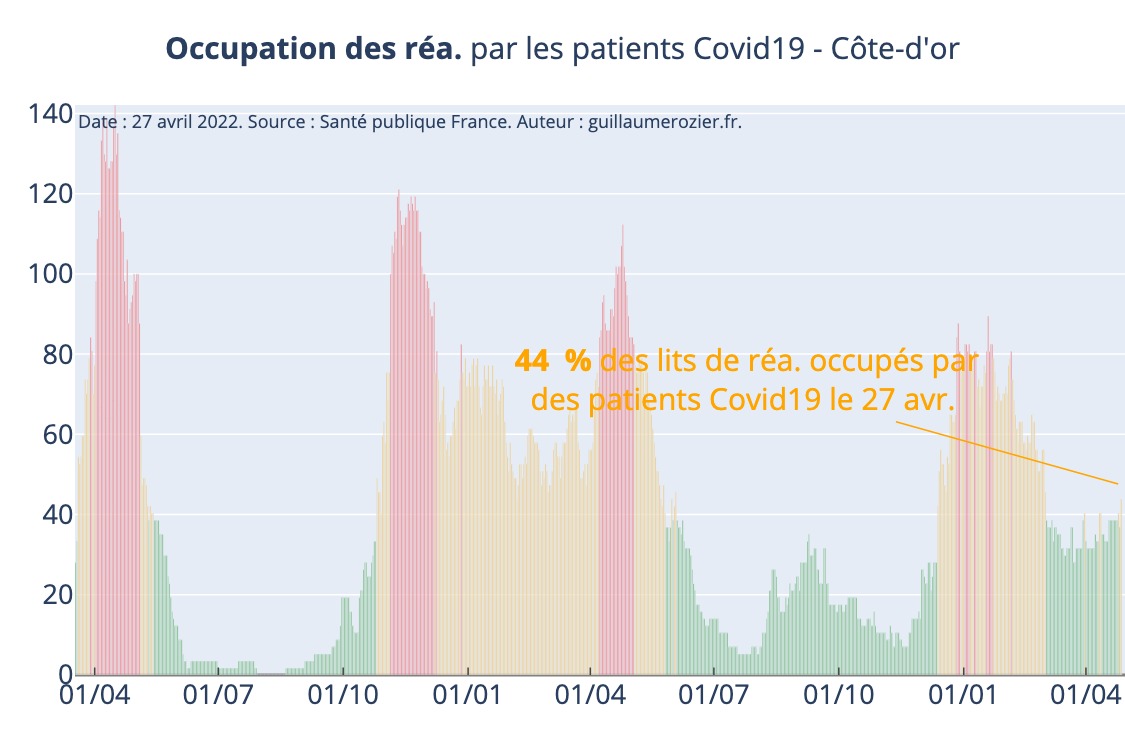 Occupation des réa. par les patients Covid19 - Côte-d'or
140
Date : 27 avril 2022. Source : Santé publique France. Auteur : guillaumerozier.fr.
120
100
80
44 % des lits de réa. occupés par
des patients Covid19 le 27 avr.
60
40
20
0
01/04 01/07 01/10 01/01 01/04 01/07 01/10 01/01 01/04